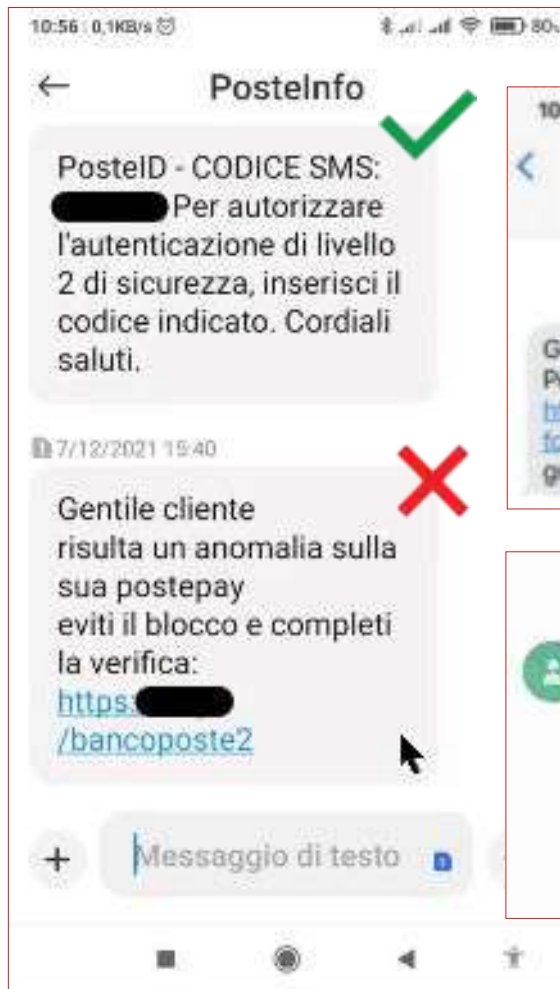 10:56 0,1KB/s
80
PosteInfo
PosteID - CODICE SMS:
Per autorizzare
l'autenticazione di livello
2 di sicurezza, inserisci il
codice indicato. Cordiali
saluti.
7/12/2021 15:40
Gentile cliente
risulta un anomalia sulla
sua postepay
eviti il blocco e completi
la verifica:
https:
/bancoposte2
Messaggio di testo
10
G